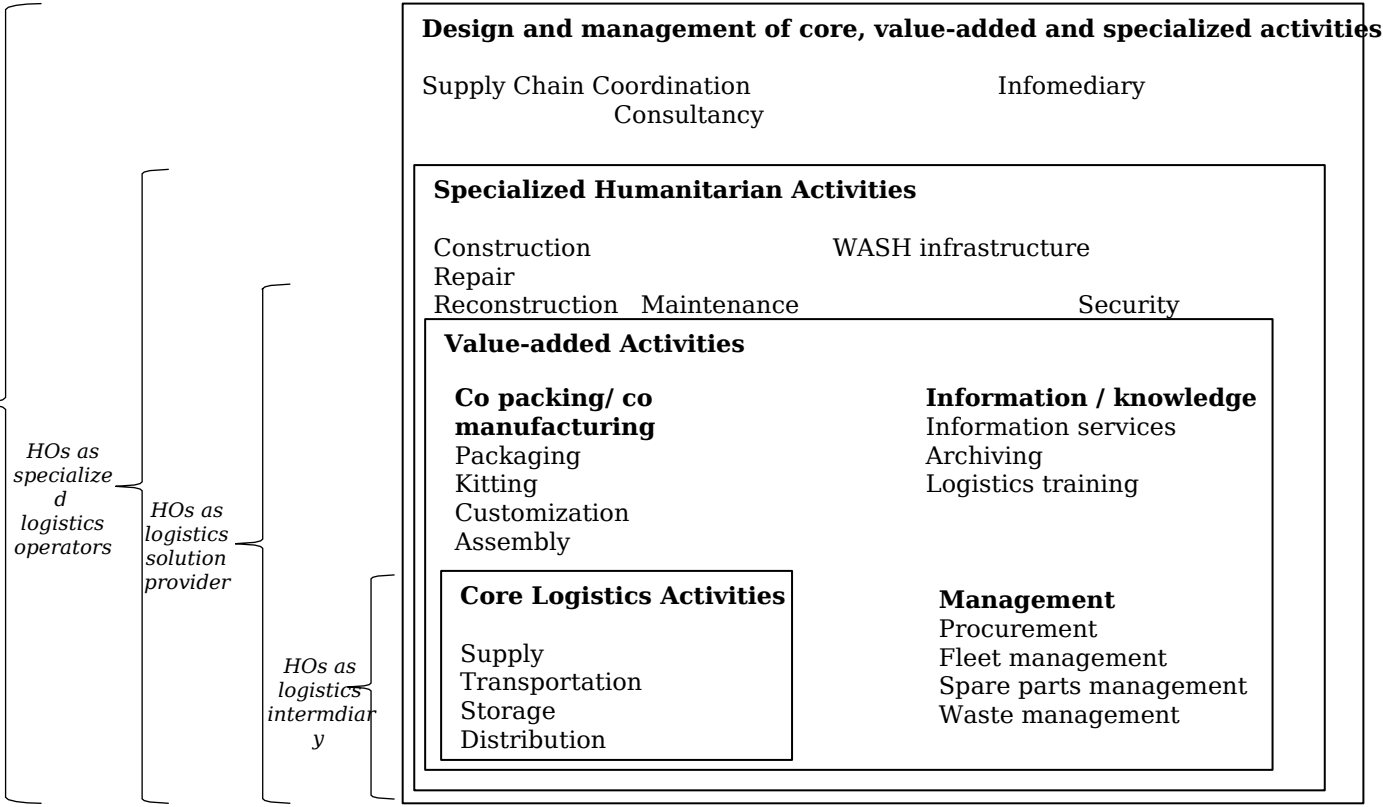 Design and management of core, value-added and specialized activities
Supply Chain Coordination Infomediary
Consultancy
Specialized Humanitarian Activities
Construction WASH infrastructure
Repair
Reconstruction Maintenance Security
Value-added Activities
Co packing/ co
manufacturing
Packaging
Kitting
Customization
Assembly
Information / knowledge
Information services
Archiving
Logistics training
Core Logistics Activities
Supply
Transportation
Storage
Distribution
Management
Procurement
Fleet management
Spare parts management
Waste management
HOs as
specialize
d
logistics
operators
HOs as
logistics
solution
provider
HOs as
logistics
intermdiar
y